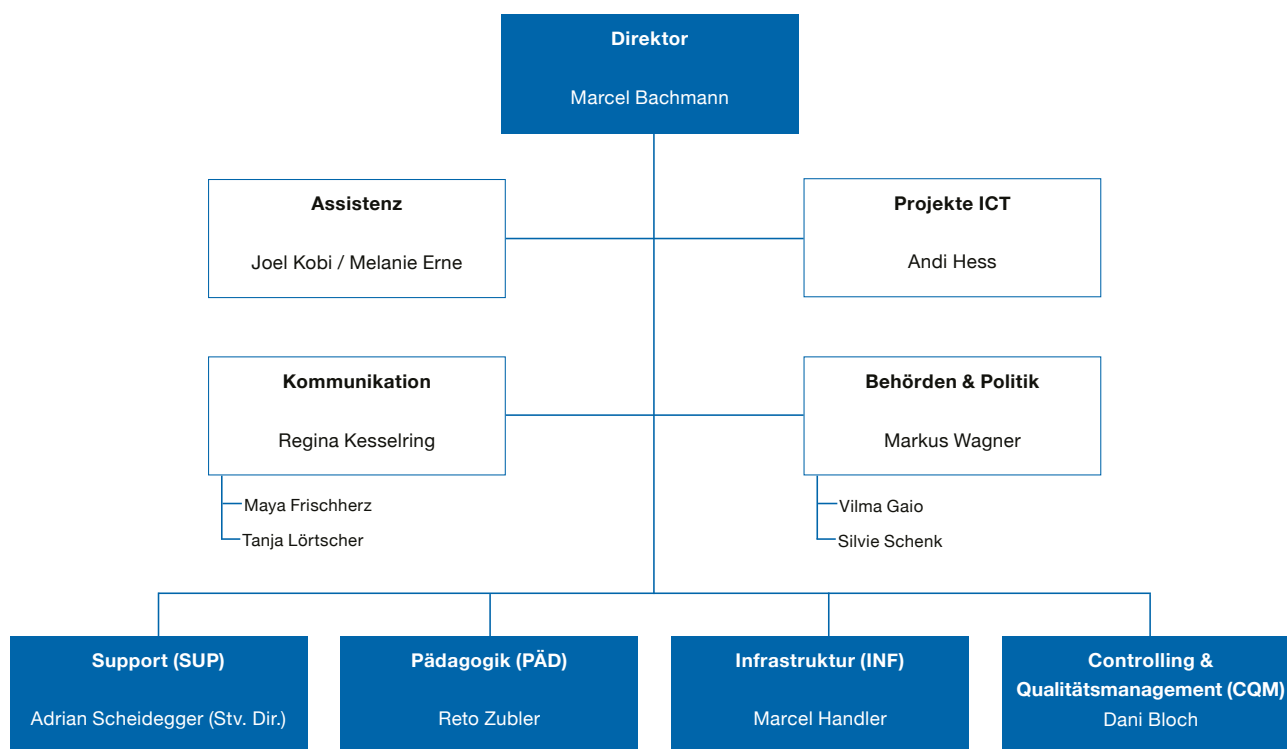 Direktor
Marcel Bachmann
Assistenz
Joel Kobi / Melanie Erne
Projekte ICT
Andi Hess
Kommunikation
Regina Kesselring
Maya Frischherz
Tanja Lörtscher
Behörden & Politik
Markus Wagner
Vilma Gaio
Silvie Schenk
Support (SUP)
Adrian Scheidegger (Stv. Dir.)
Pädagogik (PÄD)
Reto Zubler
Infrastruktur (INF)
Marcel Handler
Controlling &
Qualitätsmanagement (CQM)
Dani Bloch